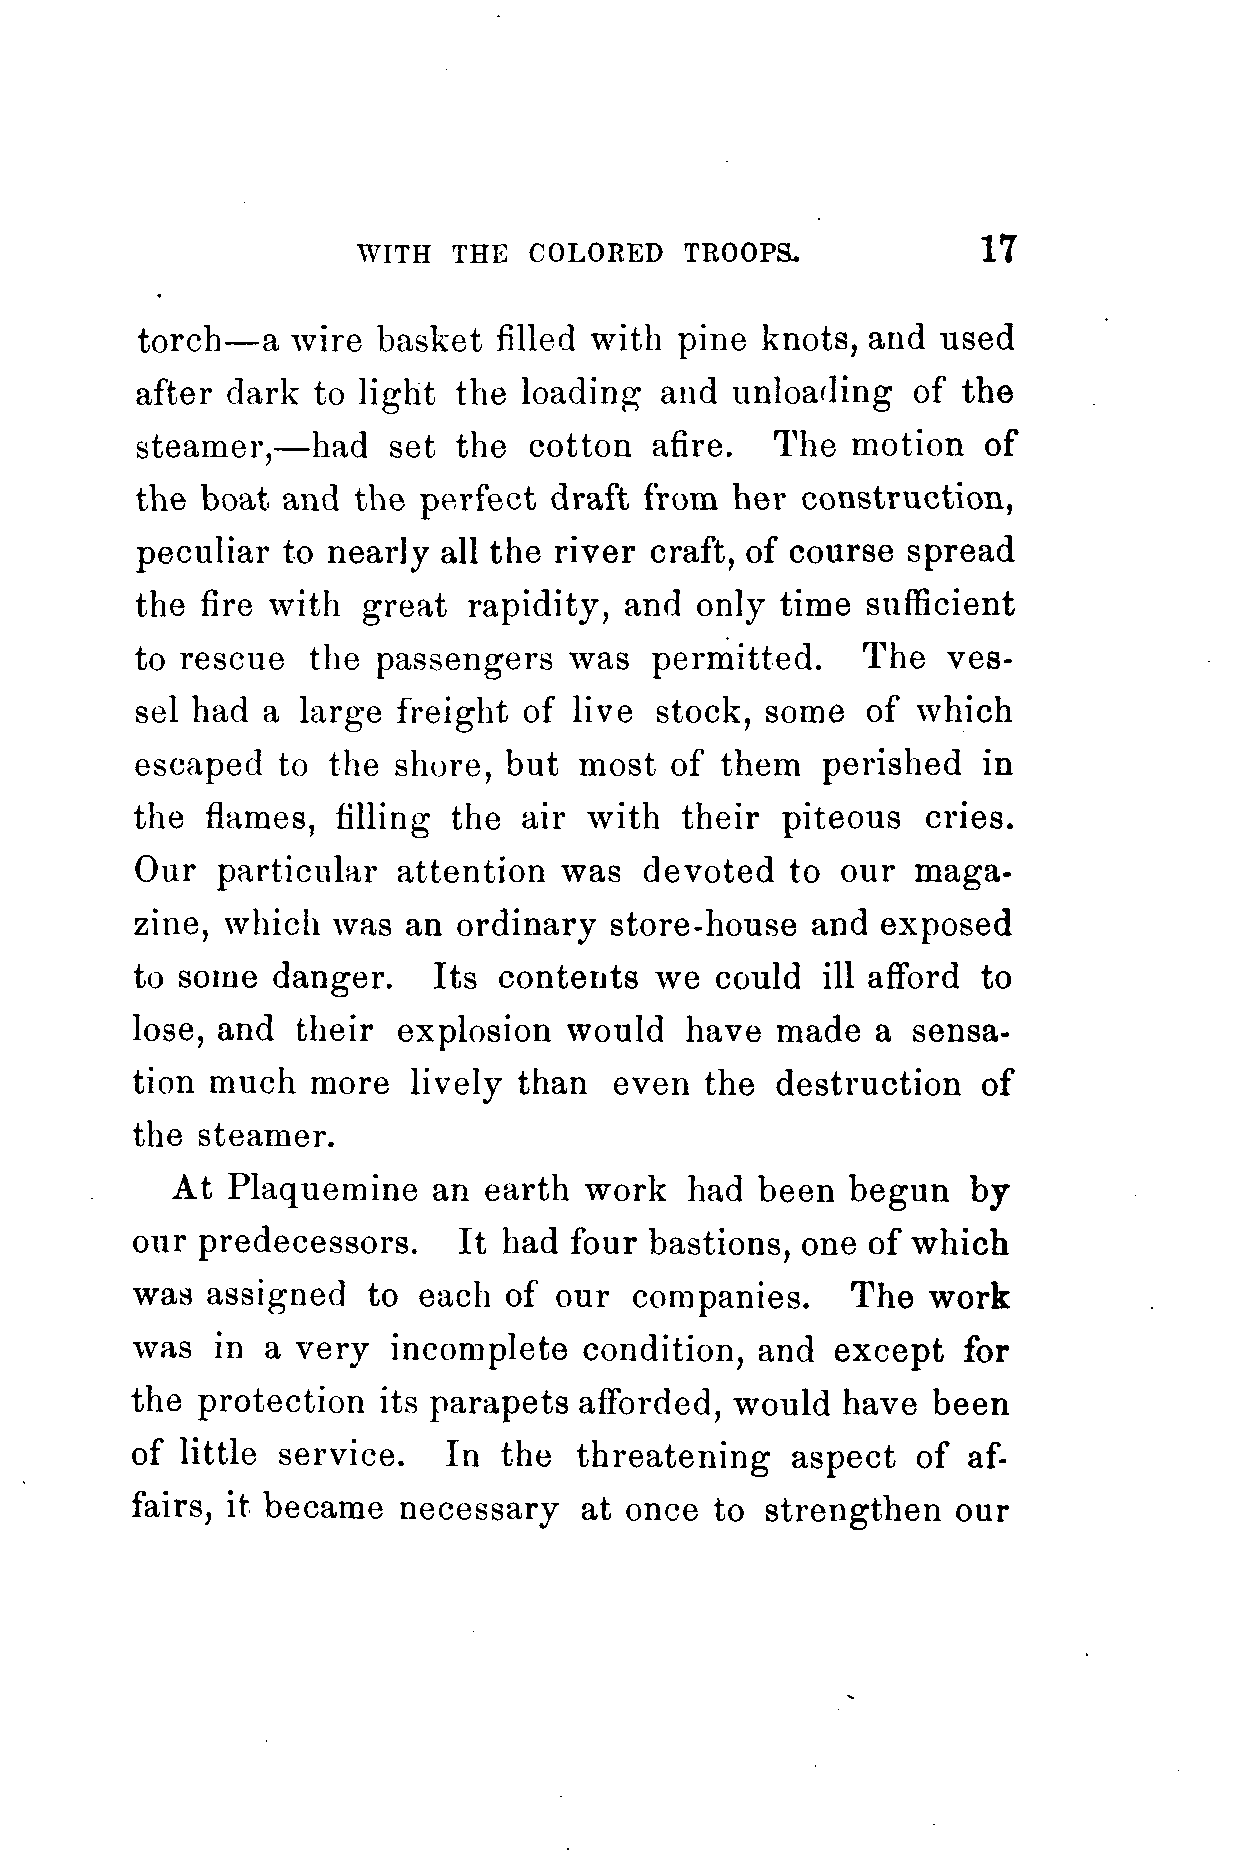 WITH THE COLORED TROOPS. 17
torch—a wire basket filled with pine knots, and used
after dark to light the loading and unloading of the
steamer,—had set the cotton afire. The motion of
the boat and the perfect draft from her construction,
peculiar to nearly all the river craft, of course spread
the fire with great rapidity, and only time sufficient
to rescue the passengers was permitted. The ves-
sel had a large freight of live stock, some of which
escaped to the shore, but most of them perished in
the flames, filling the air with their piteous cries.
Our particular attention was devoted to our maga-
zine, which was an ordinary store-house and exposed
to some danger. Its contents we could ill afford to
lose, and their explosion would have made a sensa-
tion much more lively than even the destruction of
the steamer.
At Plaquemine an earth work had been begun by
our predecessors. It had four bastions, one of which
was assigned to each of our companies. The work
was in a very incomplete condition, and except for
the protection its parapets afforded, would have been
of little service. In the threatening aspect of af-
fairs, it became necessary at once to strengthen our